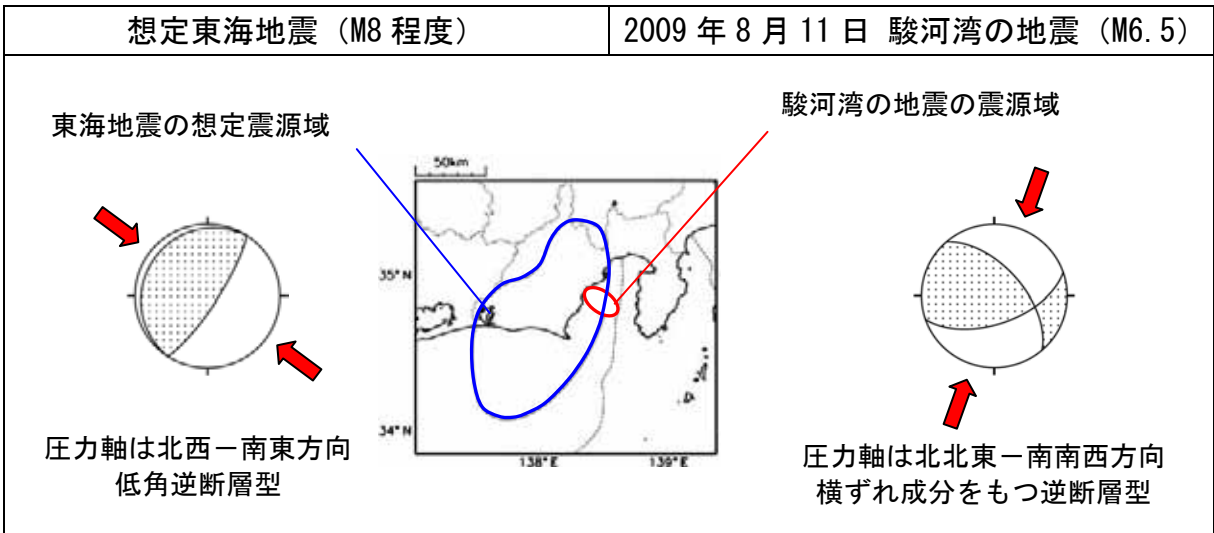 想定東海地震（M8 程度）
2009 年 8 月 11 日 駿河湾の地震（M6.5）
東海地震の想定震源域
駿河湾の地震の震源域
50km
35°N
34°N
138°E
139°E
圧力軸は北西－南東方向
低角逆断層型
圧力軸は北北東－南南西方向
横ずれ成分をもつ逆断層型